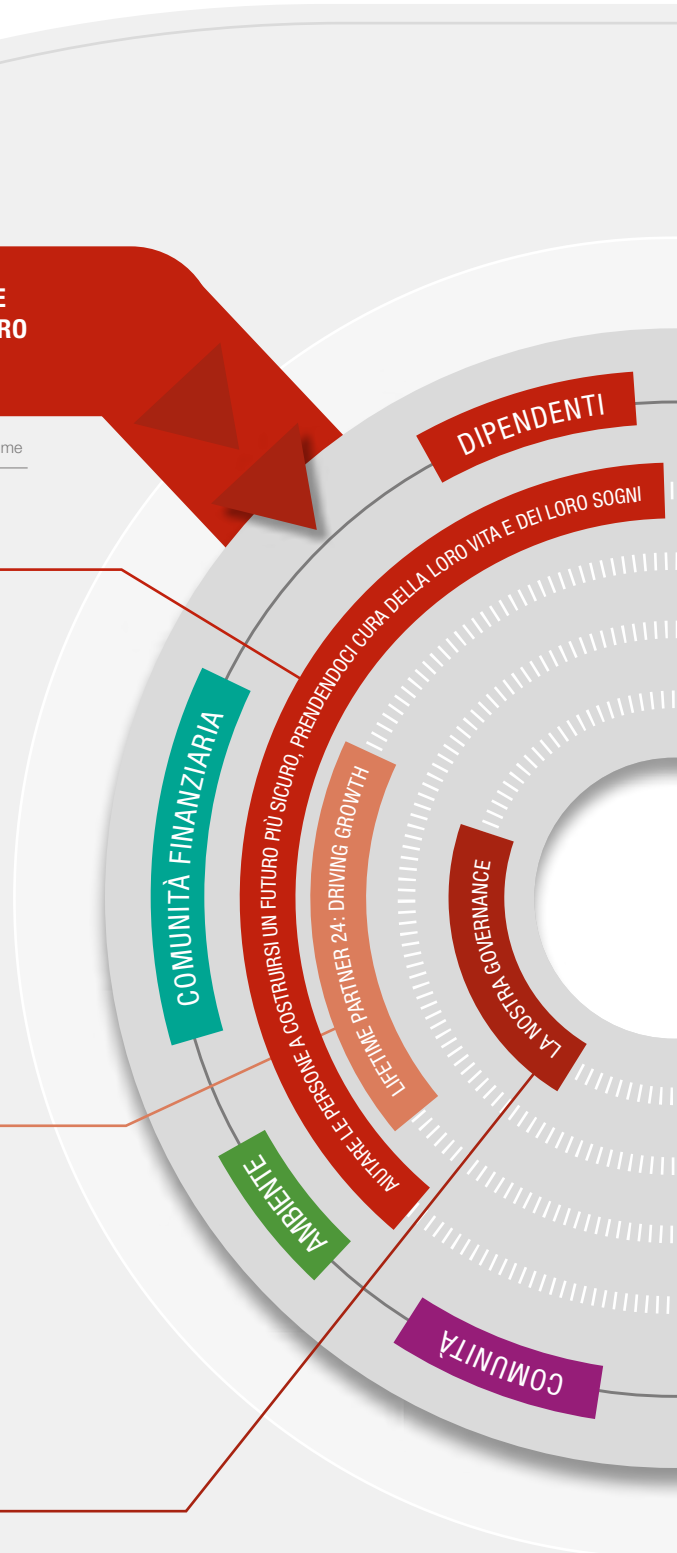 RO
me
DIPENDENTI
AIUTARE LE PERSONE A COSTRUIRSI UN FUTURO PIÙ SICURO, PRENDENDOCI CURA DELLA LORO VITA E DEI LORO SOGNI
COMUNITÀ FINANZIARIA
LIFETIME PARTNER 24: DRIVING GROWTH
LA NOSTRA GOVERNANCE
AMBIENTE
COMUNITÀ